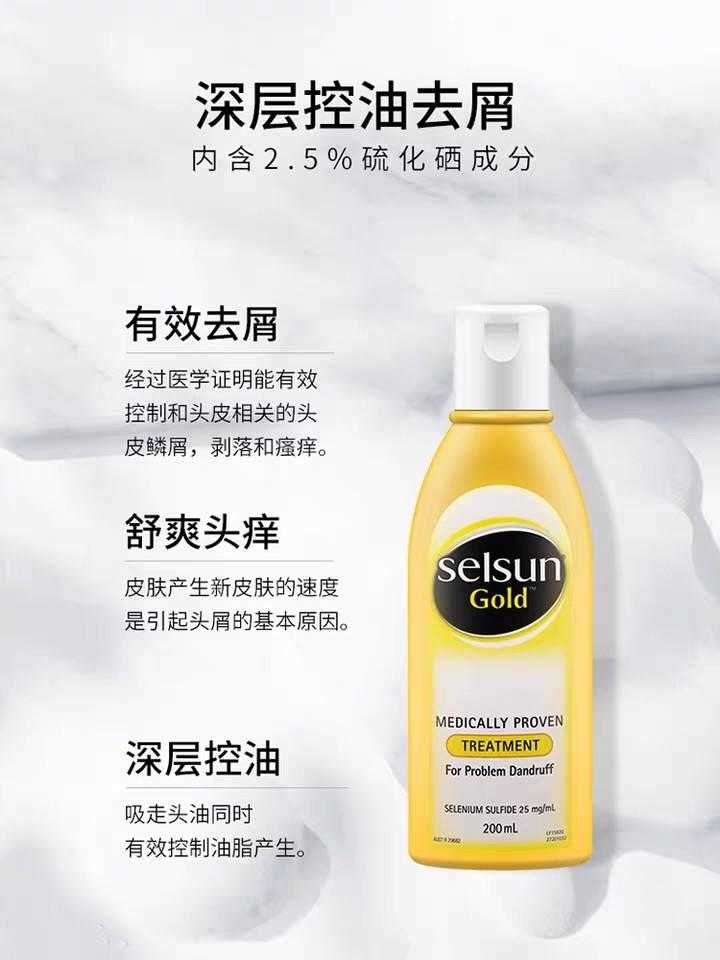 深层控油去屑
内含2.5%硫化硒成分
有效去屑
经过医学证明能有效
控制和头皮相关的头
皮鳞屑，剥落和瘙痒。
舒爽头痒
皮肤产生新皮肤的速度
是引起头屑的基本原因。
深层控油
吸走头油同时
有效控制油脂产生。
selsun
Gold™
MEDICALLY PROVEN
TREATMENT
For Problem Dandruff
SELENIUM SULFIDE 25 mg/mL
200mL